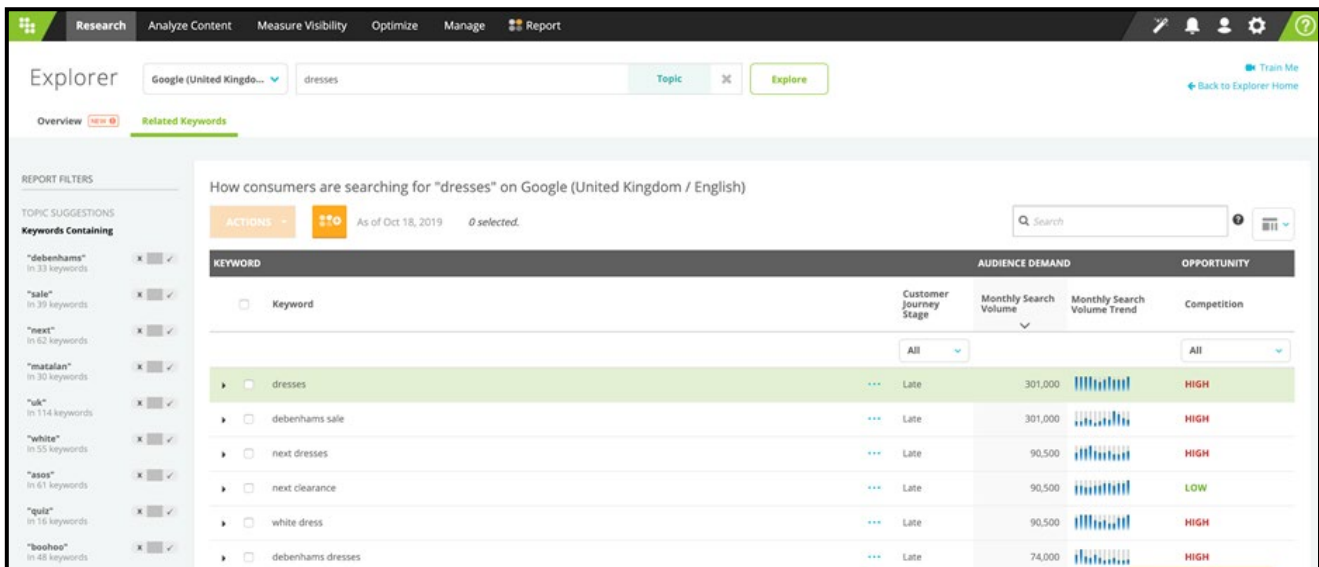 Research Analyze Content Measure Visibility Optimize Manage Report
Explorer Google (United Kingdo... dresses Topic Explore
Train Me
Back to Explorer Home
Overview NEW Related Keywords
REPORT FILTERS
TOPIC SUGGESTIONS
Keywords Containing
"debenhams"
In 33 keywords
"sale"
In 39 keywords
"next"
In 62 keywords
"matalan"
In 30 keywords
"uk"
In 114 keywords
"white"
In 55 keywords
"asos"
In 61 keywords
"quiz"
In 16 keywords
"boohoo"
In 48 keywords
How consumers are searching for "dresses" on Google (United Kingdom / English)
ACTIONS As of Oct 18, 2019 0 selected. Search
KEYWORD AUDIENCE DEMAND OPPORTUNITY
Keyword Customer Journey Stage Monthly Search Volume Monthly Search Volume Trend Competition
All All
dresses ... Late 301,000 HIGH
debenhams sale ... Late 301,000 HIGH
next dresses ... Late 90,500 HIGH
next clearance ... Late 90,500 LOW
white dress ... Late 90,500 HIGH
debenhams dresses ... Late 74,000 HIGH